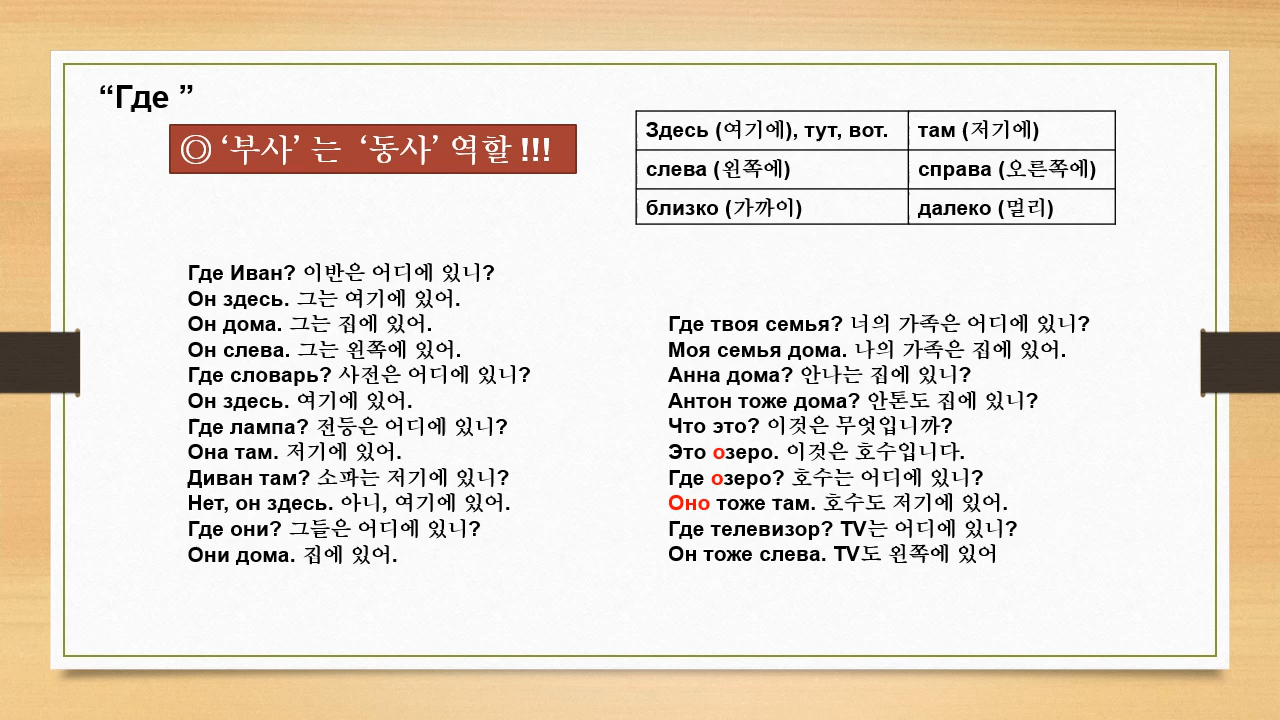 “Где ”
◎ ‘부사’ 는 ‘동사’ 역할 !!!
Здесь (여기에), тут, вот. там (저기에)
слева (왼쪽에) справа (오른쪽에)
близко (가까이) далеко (멀리)
Где Иван? 이반은 어디에 있니?
Он здесь. 그는 여기에 있어.
Он дома. 그는 집에 있어.
Он слева. 그는 왼쪽에 있어.
Где словарь? 사전은 어디에 있니?
Он здесь. 여기에 있어.
Где лампа? 전등은 어디에 있니?
Она там. 저기에 있어.
Диван там? 소파는 저기에 있니?
Нет, он здесь. 아니, 여기에 있어.
Где они? 그들은 어디에 있니?
Они дома. 집에 있어.
Где твоя семья? 너의 가족은 어디에 있니?
Моя семья дома. 나의 가족은 집에 있어.
Анна дома? 안나는 집에 있니?
Антон тоже дома? 안톤도 집에 있니?
Что это? 이것은 무엇입니까?
Это озеро. 이것은 호수입니다.
Где озеро? 호수는 어디에 있니?
Оно тоже там. 호수도 저기에 있어.
Где телевизор? TV는 어디에 있니?
Он тоже слева. TV도 왼쪽에 있어